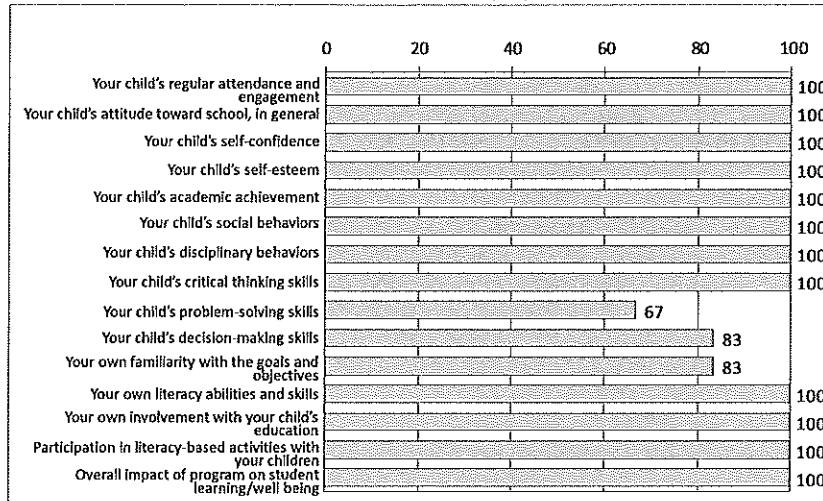 0 20 40 60 80 100
Your child's regular attendance and
engagement
100
Your child's attitude toward school, in general
100
Your child's self-confidence
100
Your child's self-esteem
100
Your child's academic achievement
100
Your child's social behaviors
100
Your child's disciplinary behaviors
100
Your child's critical thinking skills
100
Your child's problem-solving skills
67
Your child's decision-making skills
83
Your own familiarity with the goals and
objectives
83
Your own literacy abilities and skills
100
Your own involvement with your child's
education
100
Participation in literacy-based activities with
your children
100
Overall impact of program on student
learning/well being
100